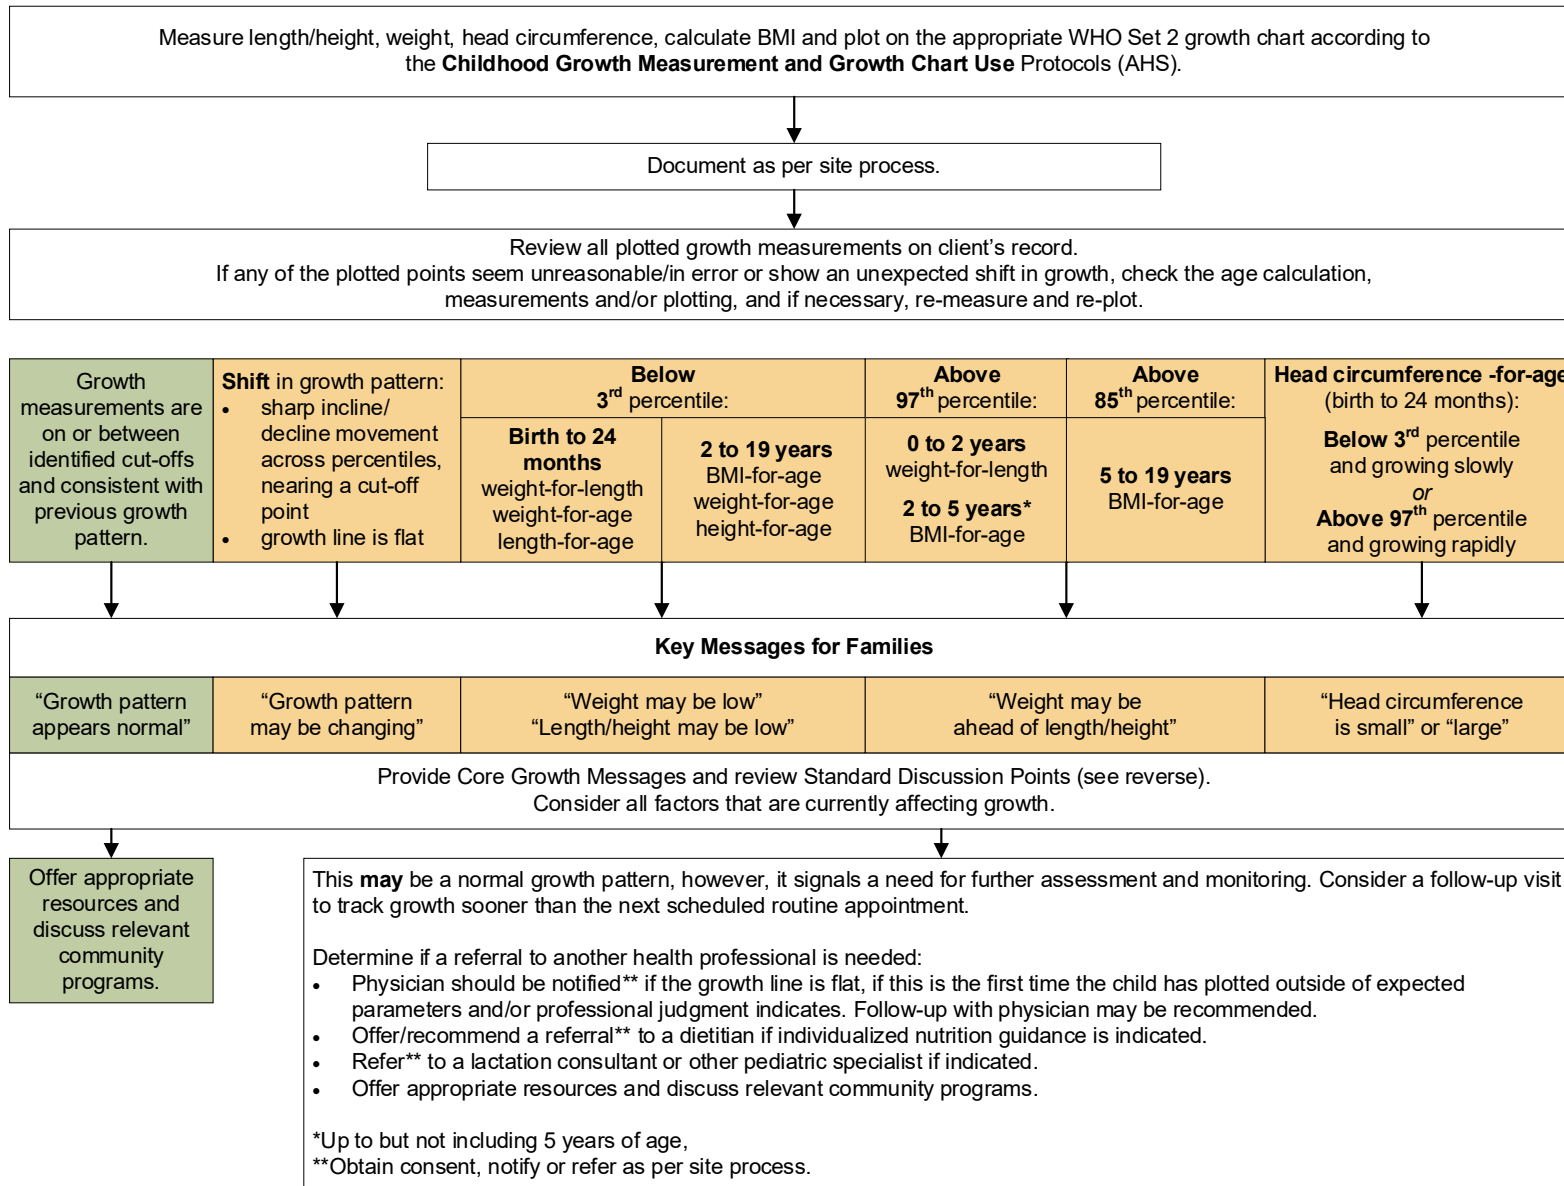 Measure length/height, weight, head circumference, calculate BMI and plot on the appropriate WHO Set 2 growth chart according to
the Childhood Growth Measurement and Growth Chart Use Protocols (AHS).
Document as per site process.
Review all plotted growth measurements on client's record.
If any of the plotted points seem unreasonable/in error or show an unexpected shift in growth, check the age calculation,
measurements and/or plotting, and if necessary, re-measure and re-plot.
Growth
measurements are
on or between
identified cut-offs
and consistent with
previous growth
pattern.
Shift in growth pattern:
• sharp incline/
decline movement
across percentiles,
nearing a cut-off
point
• growth line is flat
Below
3rd percentile:
Birth to 24
months
weight-for-length
weight-for-age
length-for-age
2 to 19 years
BMI-for-age
weight-for-age
height-for-age
Above
97th percentile:
0 to 2 years
weight-for-length
2 to 5 years*
BMI-for-age
Above
85th percentile:
5 to 19 years
BMI-for-age
Head circumference -for-age
(birth to 24 months):
Below 3rd percentile
and growing slowly
or
Above 97th percentile
and growing rapidly
Key Messages for Families
“Growth pattern
appears normal”
“Growth pattern
may be changing”
“Weight may be low”
“Length/height may be low”
“Weight may be
ahead of length/height”
“Head circumference
is small” or “large”
Provide Core Growth Messages and review Standard Discussion Points (see reverse).
Consider all factors that are currently affecting growth.
Offer appropriate
resources and
discuss relevant
community
programs.
This may be a normal growth pattern, however, it signals a need for further assessment and monitoring. Consider a follow-up visit
to track growth sooner than the next scheduled routine appointment.
Determine if a referral to another health professional is needed:
• Physician should be notified** if the growth line is flat, if this is the first time the child has plotted outside of expected
parameters and/or professional judgment indicates. Follow-up with physician may be recommended.
• Offer/recommend a referral** to a dietitian if individualized nutrition guidance is indicated.
• Refer** to a lactation consultant or other pediatric specialist if indicated.
• Offer appropriate resources and discuss relevant community programs.
*Up to but not including 5 years of age,
**Obtain consent, notify or refer as per site process.